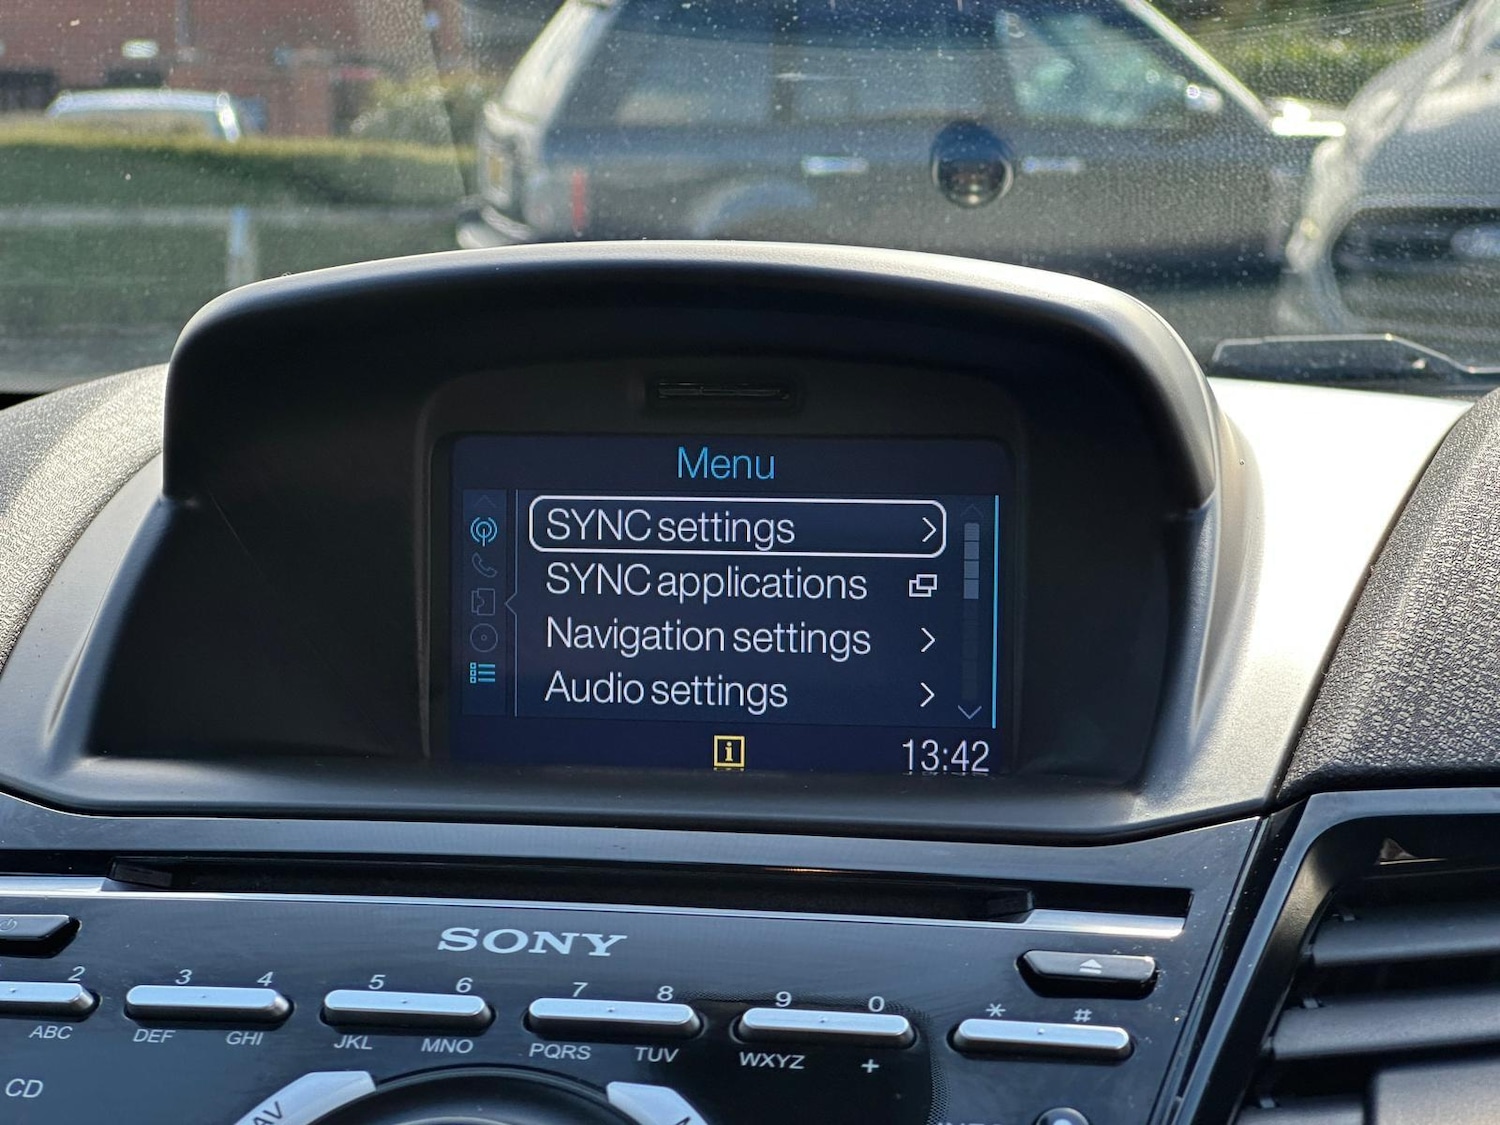 Menu
SYNC settings
SYNC applications
Navigation settings
Audio settings
i
13:42
SONY
2 3 4 5 6 7 8 9 0 * #
ABC DEF GHI JKL MNO PQRS TUV WXYZ +
CD